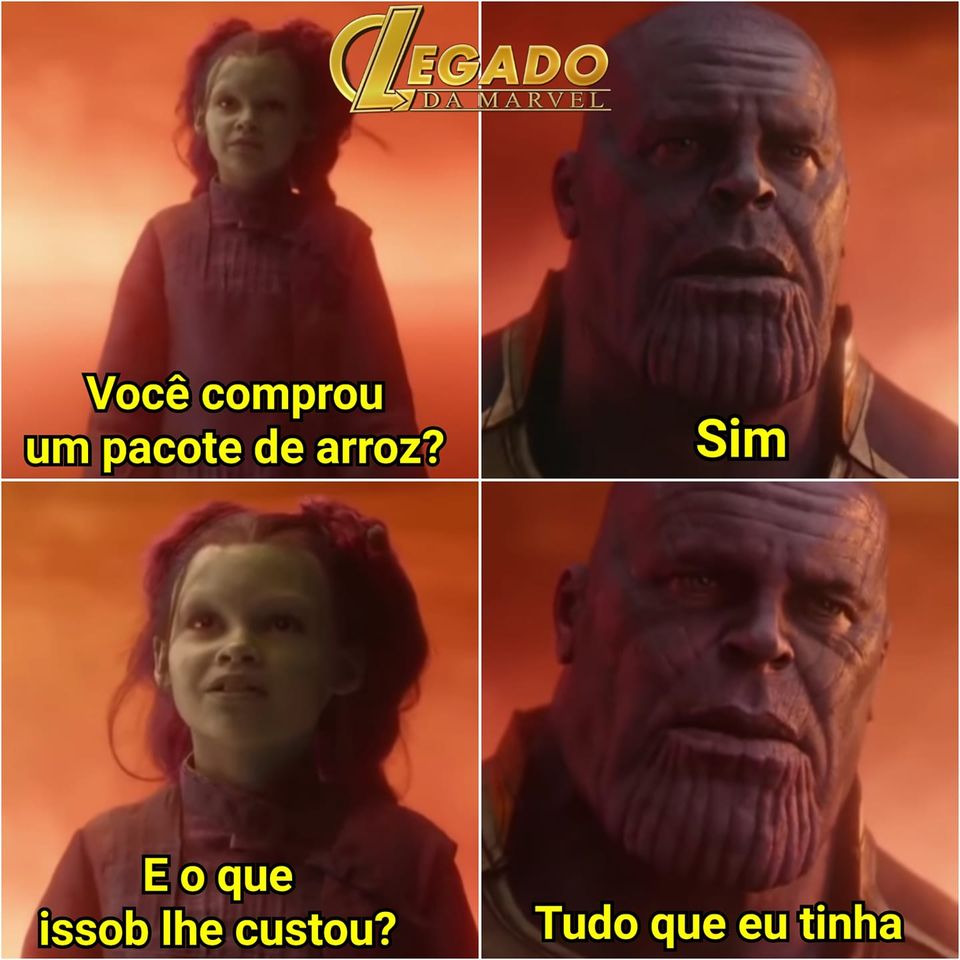 LEGADO
DA MARVEL
Você comprou
um pacote de arroz?
Sim
E o que
issob lhe custou?
Tudo que eu tinha